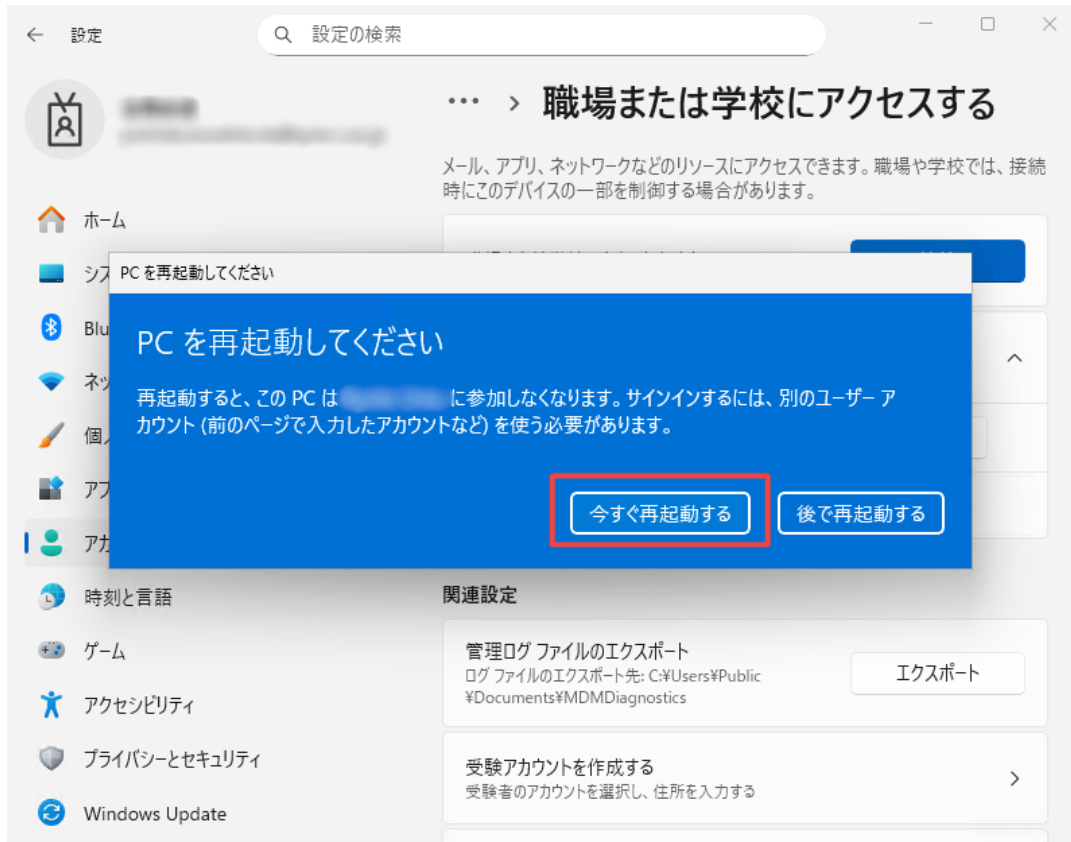 設定
設定の検索
… › 職場または学校にアクセスする
メール、アプリ、ネットワークなどのリソースにアクセスできます。職場や学校では、接続
時にこのデバイスの一部を制御する場合があります。
ホーム
シス
Blu
ネッ
個人
アプ
アカ
PC を再起動してください
PC を再起動してください
再起動すると、この PC は に参加しなくなります。サインインするには、別のユーザー ア
カウント (前のページで入力したアカウントなど) を使う必要があります。
今すぐ再起動する
後で再起動する
時刻と言語
ゲーム
アクセシビリティ
プライバシーとセキュリティ
Windows Update
関連設定
管理ログ ファイルのエクスポート
ログ ファイルのエクスポート先: C:¥Users¥Public
¥Documents¥MDMDiagnostics
エクスポート
受験アカウントを作成する
受験者のアカウントを選択し、住所を入力する